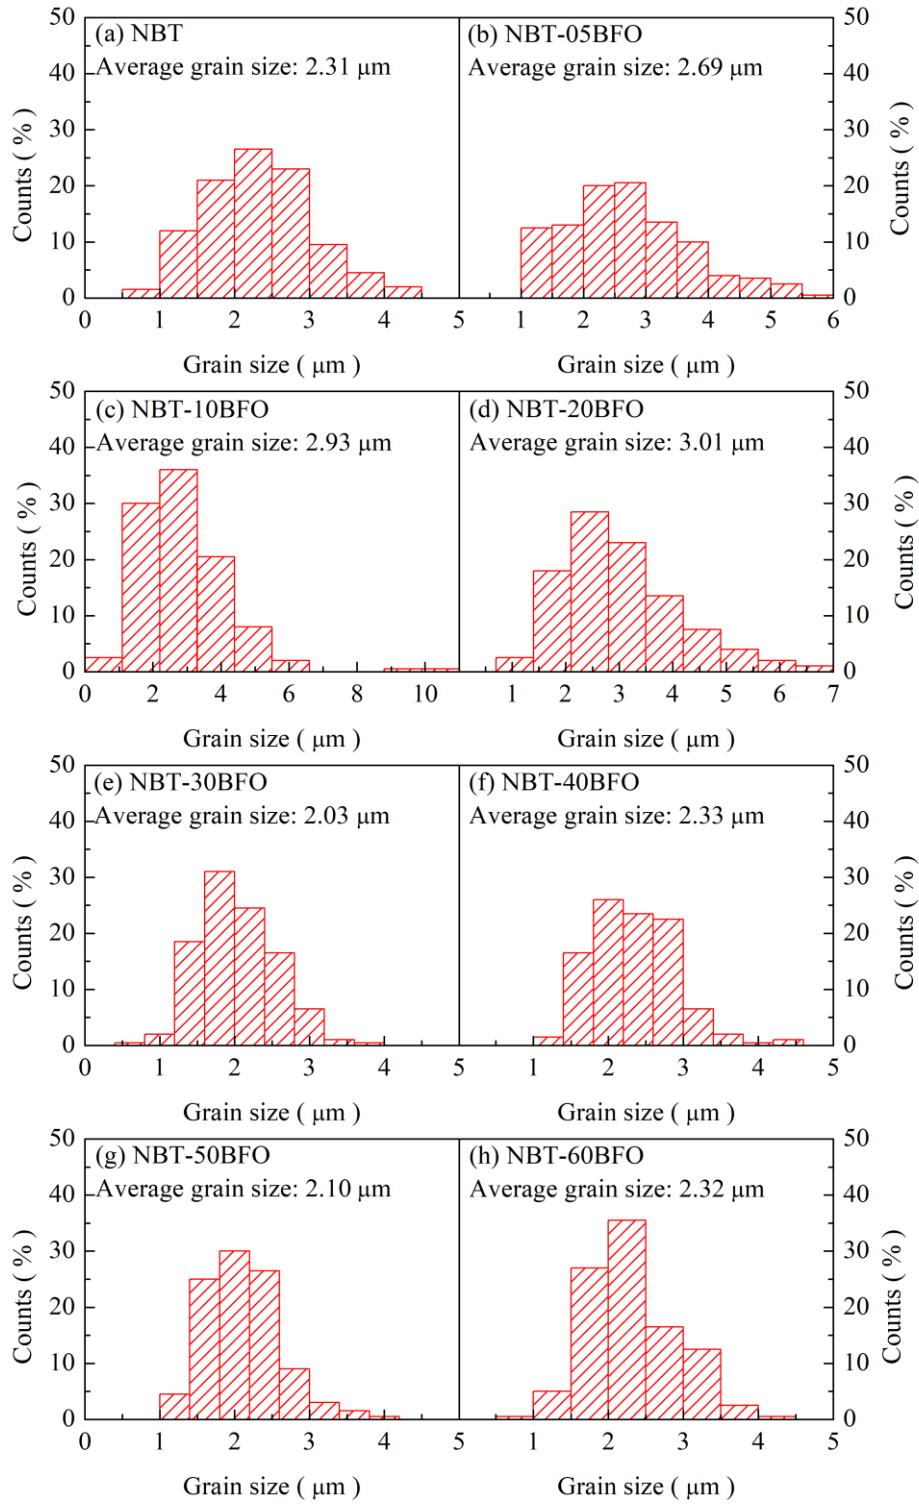 50
40
30
20
10
0
Counts ( % )
(a) NBT
Average grain size: 2.31 μm
0 1 2 3 4 5
Grain size ( μm )
(b) NBT-05BFO
Average grain size: 2.69 μm
50
40
30
20
10
0
Counts ( % )
1 2 3 4 5 6
Grain size ( μm )
50
40
30
20
10
0
Counts ( % )
(c) NBT-10BFO
Average grain size: 2.93 μm
0 2 4 6 8 10
Grain size ( μm )
(d) NBT-20BFO
Average grain size: 3.01 μm
50
40
30
20
10
0
Counts ( % )
1 2 3 4 5 6 7
Grain size ( μm )
50
40
30
20
10
0
Counts ( % )
(e) NBT-30BFO
Average grain size: 2.03 μm
0 1 2 3 4 5
Grain size ( μm )
(f) NBT-40BFO
Average grain size: 2.33 μm
50
40
30
20
10
0
Counts ( % )
1 2 3 4 5
Grain size ( μm )
50
40
30
20
10
0
Counts ( % )
(g) NBT-50BFO
Average grain size: 2.10 μm
0 1 2 3 4 5
Grain size ( μm )
(h) NBT-60BFO
Average grain size: 2.32 μm
50
40
30
20
10
0
Counts ( % )
1 2 3 4 5
Grain size ( μm )